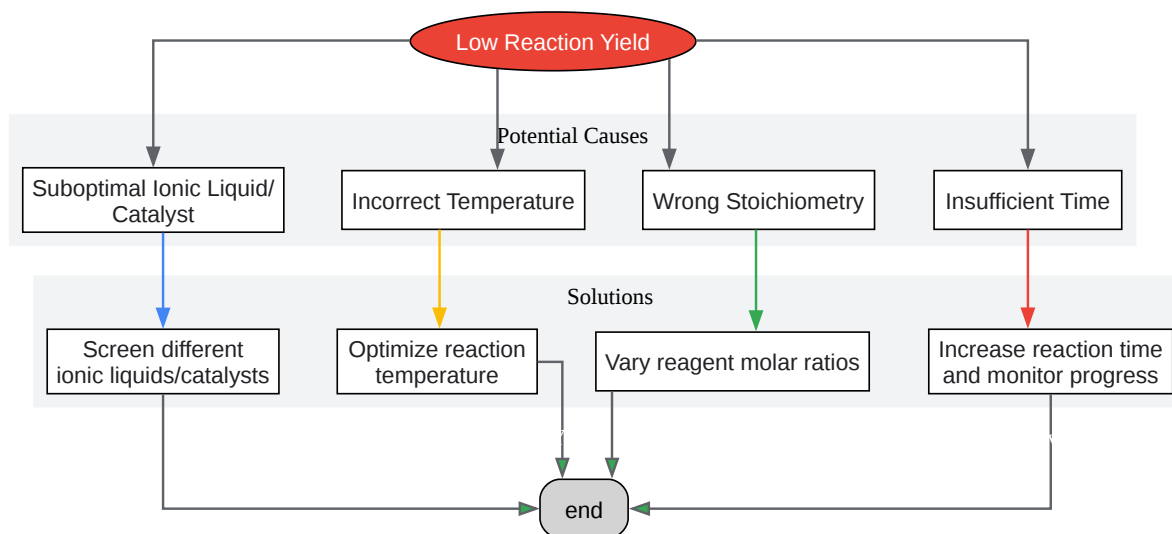 Low Reaction Yield
Potential Causes
Suboptimal Ionic Liquid/
Catalyst
Incorrect Temperature
Wrong Stoichiometry
Insufficient Time
Solutions
Screen different
ionic liquids/catalysts
Optimize reaction
temperature
Vary reagent molar ratios
Increase reaction time
and monitor progress
end